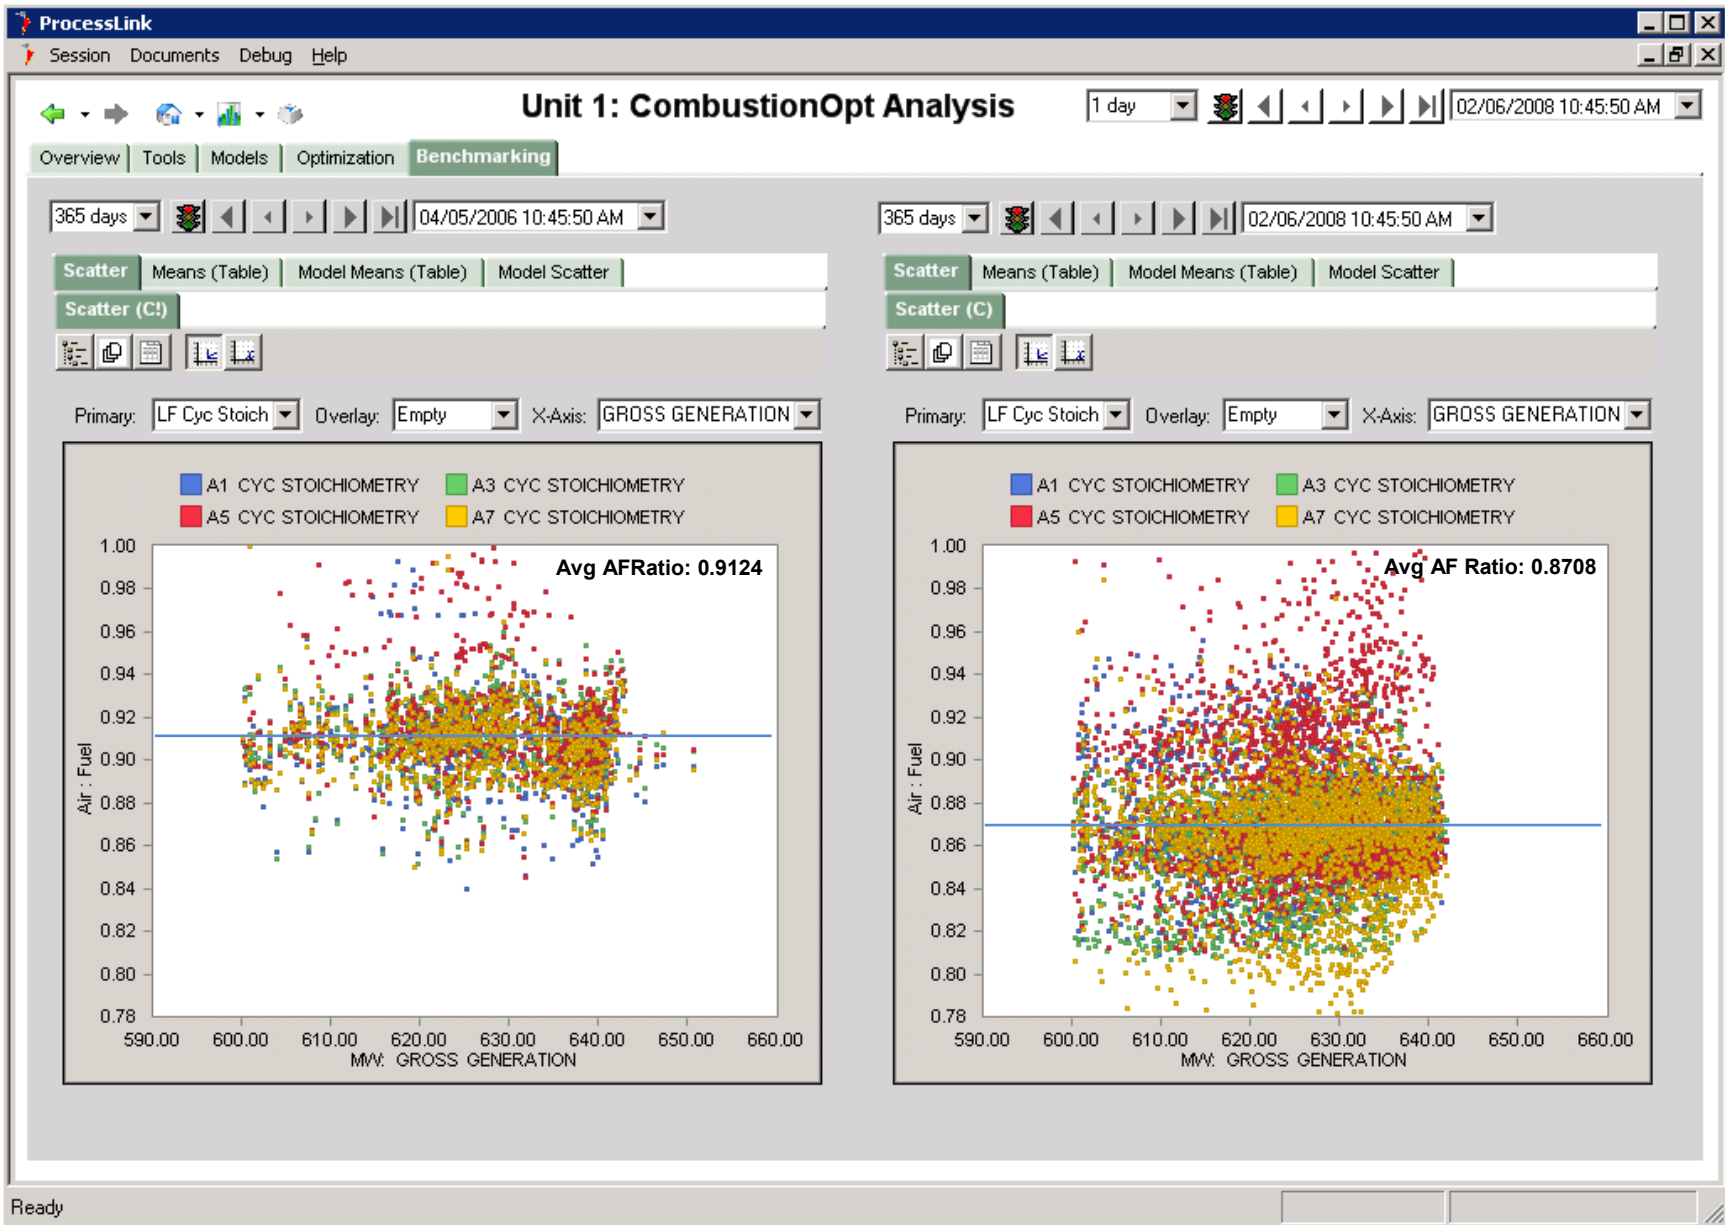 ProcessLink
Session Documents Debug Help
Unit 1: CombustionOpt Analysis
1 day
02/06/2008 10:45:50 AM
Overview Tools Models Optimization Benchmarking
365 days
04/05/2006 10:45:50 AM
Scatter Means (Table) Model Means (Table) Model Scatter
Scatter (C!)
Primary: LF Cyc Stoich Overlay: Empty X-Axis: GROSS GENERATION
A1 CYC STOICHIOMETRY A3 CYC STOICHIOMETRY
A5 CYC STOICHIOMETRY A7 CYC STOICHIOMETRY
Avg AFRatio: 0.9124
1.00
0.98
0.96
0.94
0.92
0.90
0.88
0.86
0.84
0.82
0.80
0.78
Air : Fuel
590.00 600.00 610.00 620.00 630.00 640.00 650.00 660.00
MW: GROSS GENERATION
365 days
02/06/2008 10:45:50 AM
Scatter Means (Table) Model Means (Table) Model Scatter
Scatter (C)
Primary: LF Cyc Stoich Overlay: Empty X-Axis: GROSS GENERATION
A1 CYC STOICHIOMETRY A3 CYC STOICHIOMETRY
A5 CYC STOICHIOMETRY A7 CYC STOICHIOMETRY
Avg AF Ratio: 0.8708
1.00
0.98
0.96
0.94
0.92
0.90
0.88
0.86
0.84
0.82
0.80
0.78
Air : Fuel
590.00 600.00 610.00 620.00 630.00 640.00 650.00 660.00
MW: GROSS GENERATION
Ready